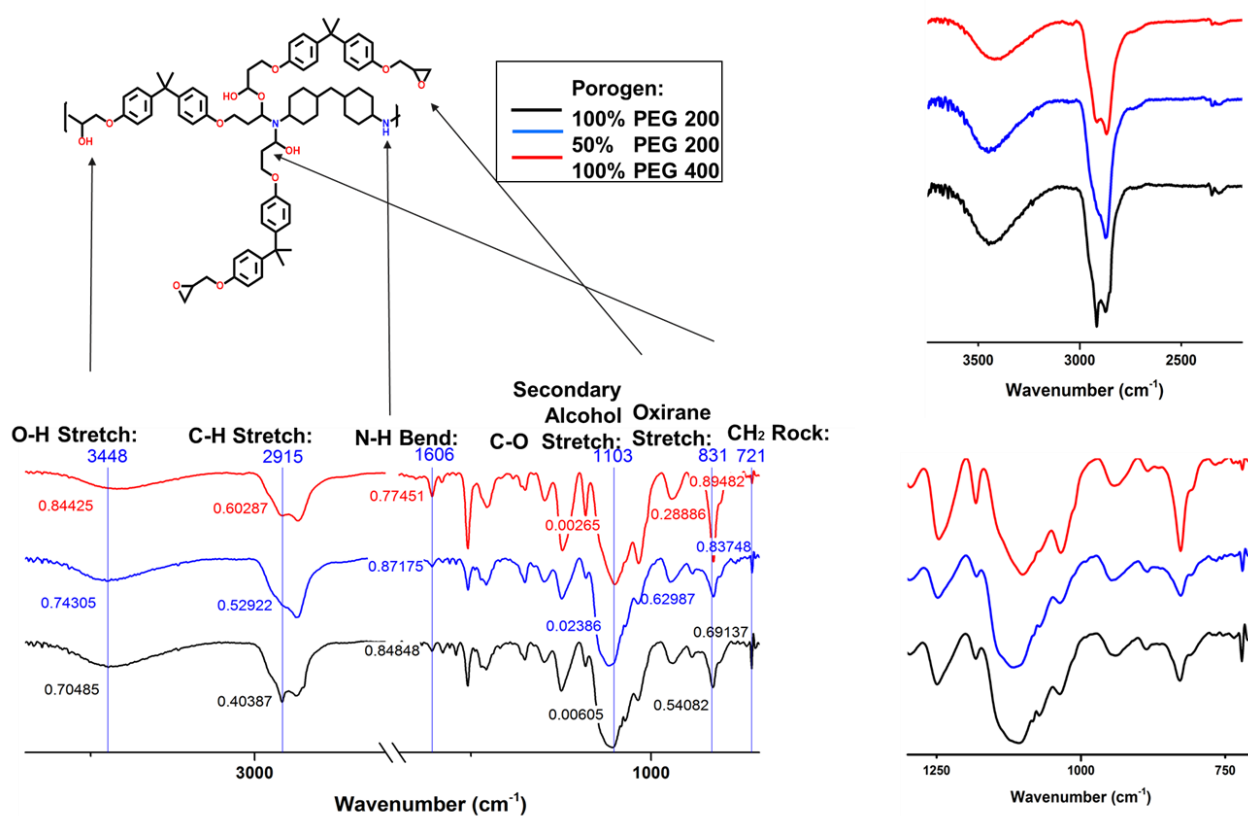 O
O
O
HO
O
O
O
N
NH
OH
OH
O
O
O
Porogen:
100% PEG 200
50% PEG 200
100% PEG 400
3500 3000 2500
Wavenumber (cm-1)
O-H Stretch:
3448
C-H Stretch:
2915
N-H Bend:
1606
C-O
Secondary
Alcohol
Stretch:
1103
Oxirane
Stretch:
831
CH2 Rock:
721
0.84425 0.60287 0.77451 0.00265 0.28886 0.89482
0.74305 0.52922 0.87175 0.02386 0.62987 0.83748
0.70485 0.40387 0.84848 0.00605 0.54082 0.69137
3000 1000
Wavenumber (cm-1)
1250 1000 750
Wavenumber (cm-1)